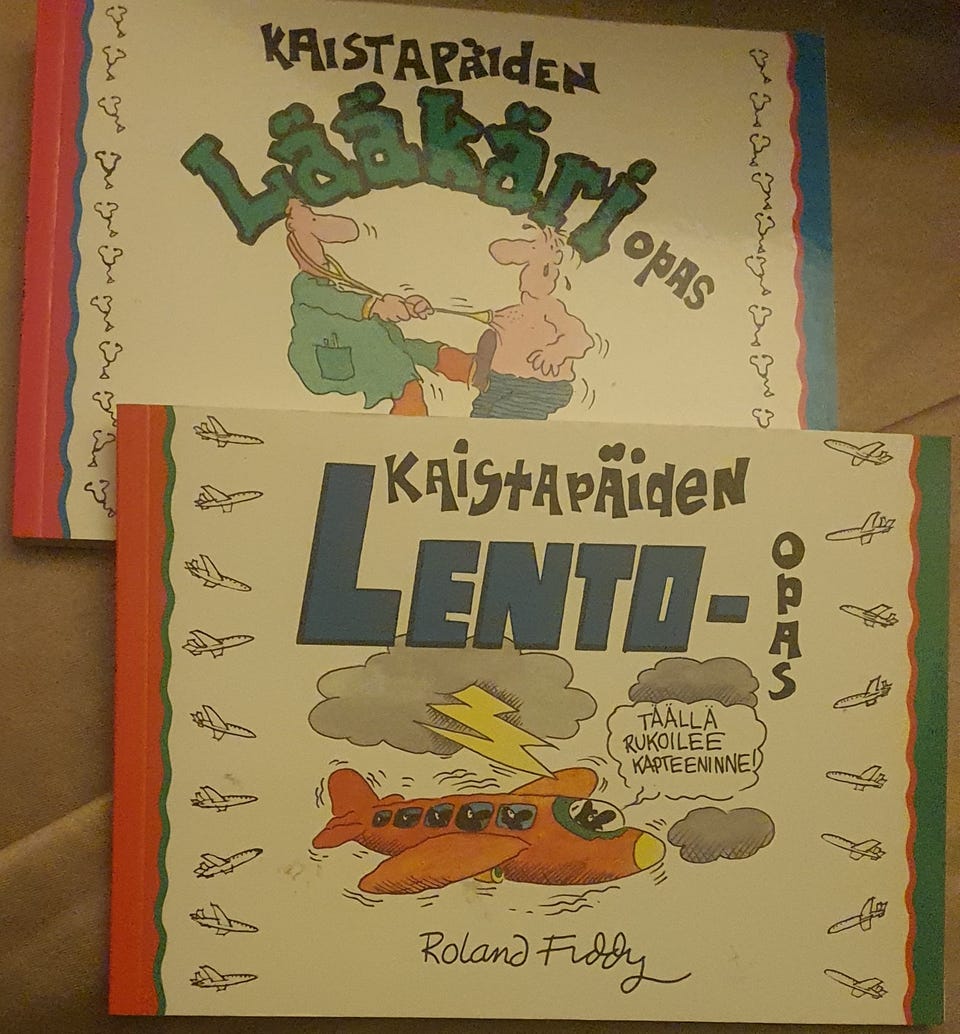 KAISTAPÄIDEN
LÄÄKÄRI
OPAS
KAISTAPÄIDEN
LENTO-
OPAS
TÄÄLLÄ
RUKOILEE
KAPTEENINNE!
Roland Fiddy